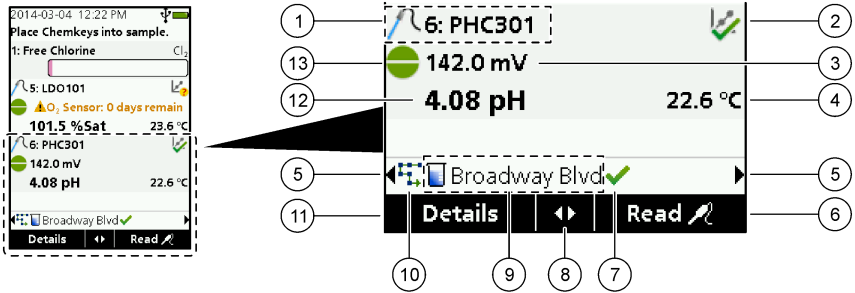 2014-03-04 12:22 PM
Place Chemkeys into sample.
1: Free Chlorine Cl2
5: LDO101
O2 Sensor: 0 days remain
101.5 %Sat 23.6 °C
6: PHC301
142.0 mV
4.08 pH 22.6 °C
Broadway Blvd
Details Read
1 6: PHC301 2
13 142.0 mV 3
12 4.08 pH 22.6 °C 4
5 Broadway Blvd 5
11 Details Read 6
10 9 8 7